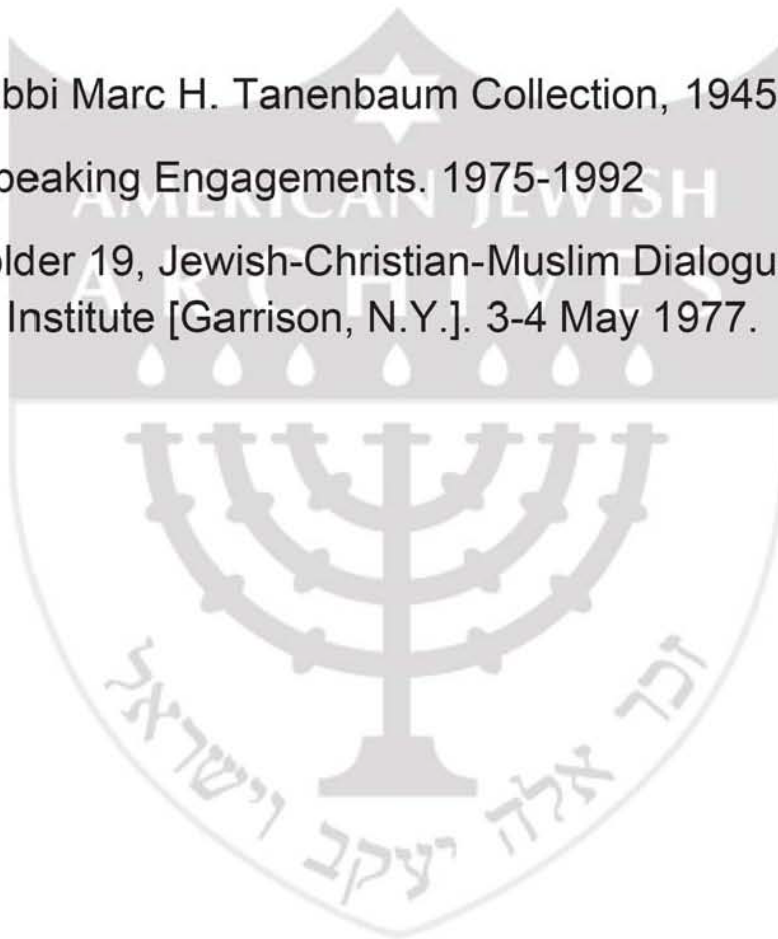 bbi Marc H. Tanenbaum Collection, 1945
peaking Engagements. 1975-1992
AMERICAN JEWISH
older 19, Jewish-Christian-Muslim Dialogu
ARCHIVES
Institute [Garrison, N.Y.]. 3-4 May 1977.
זכר אלה יעקב וישראל